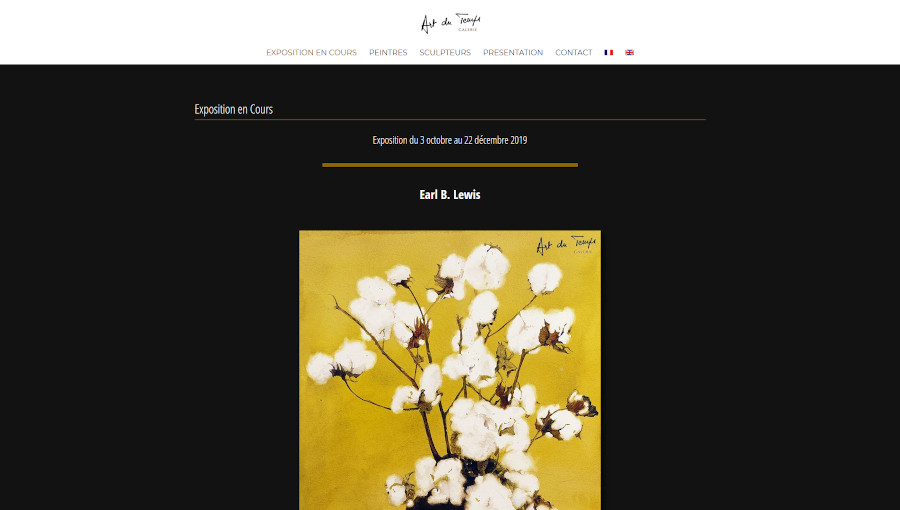 Art du Temps
GALERIE
EXPOSITION EN COURS PEINTRES SCULPTEURS PRESENTATION CONTACT
Exposition en Cours
Exposition du 3 octobre au 22 décembre 2019
Earl B. Lewis
Art du Temps
GALERIE